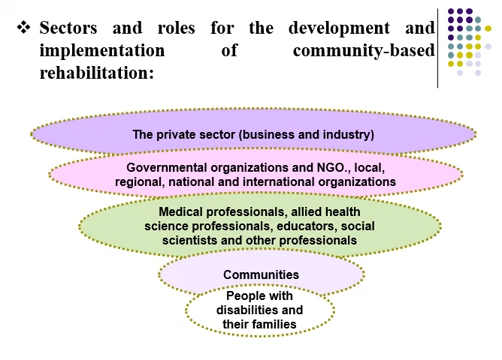 ❖ Sectors and roles for the development and
implementation of community-based
rehabilitation:
The private sector (business and industry)
Governmental organizations and NGO., local,
regional, national and international organizations
Medical professionals, allied health
science professionals, educators, social
scientists and other professionals
Communities
People with
disabilities and
their families